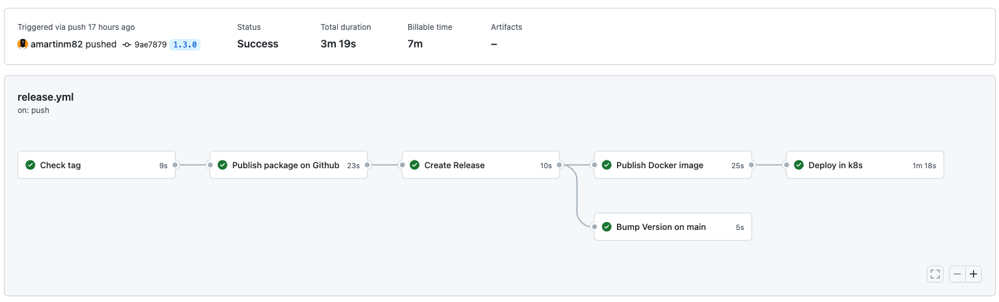 Triggered via push 17 hours ago
amartinm82 pushed 9ae7879 1.3.0
Status
Success
Total duration
3m 19s
Billable time
7m
Artifacts
–
release.yml
on: push
Check tag 9s
Publish package on Github 23s
Create Release 10s
Publish Docker image 25s
Deploy in k8s 1m 18s
Bump Version on main 5s